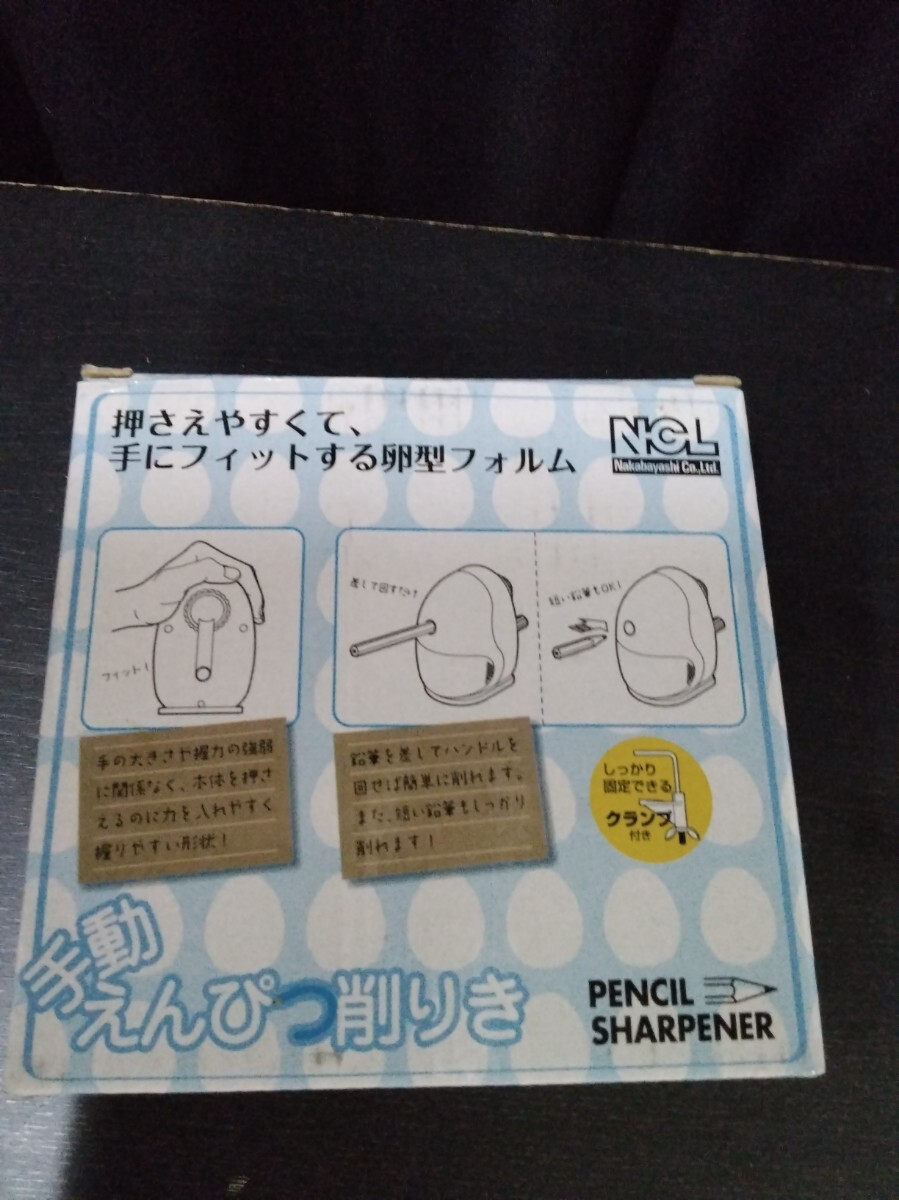 押さえやすくて、
手にフィットする卵型フォルム
NCL
Nakabayashi Co.,Ltd.
フィット！
差して回すだけ
短い鉛筆もOK！
手の大きさや握力の強弱
に関係なく、本体を押さ
えるのに力を入れやすく
握りやすい形状！
鉛筆を差してハンドルを
回せば簡単に削れます。
また、短い鉛筆もしっかり
削れます！
しっかり
固定できる
クランプ
付き
手動
えんぴつ削りき
PENCIL
SHARPENER